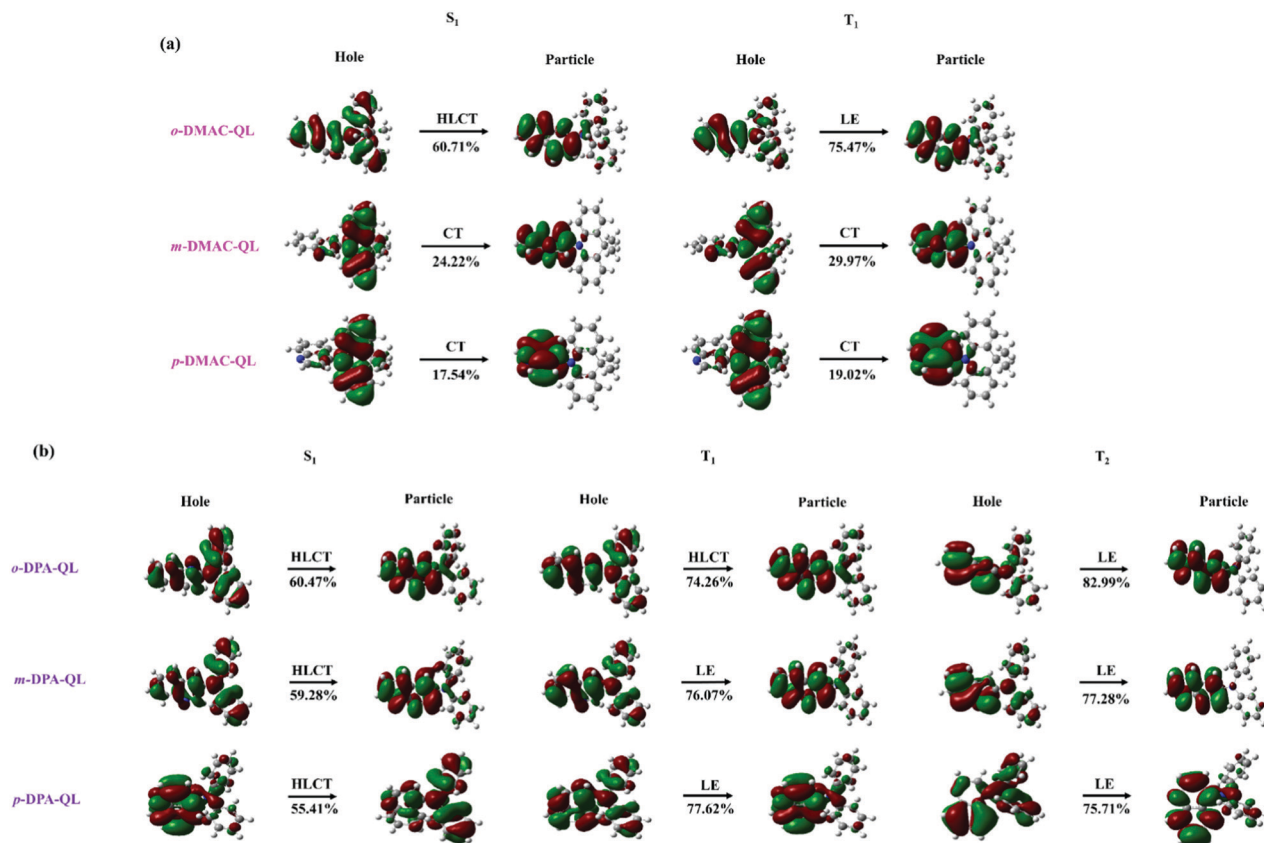 S1 T1
(a)
Hole Particle Hole Particle
o-DMAC-QL HLCT 60.71% LE 75.47%
m-DMAC-QL CT 24.22% CT 29.97%
p-DMAC-QL CT 17.54% CT 19.02%
(b)
S1 T1 T2
Hole Particle Hole Particle Hole Particle
o-DPA-QL HLCT 60.47% HLCT 74.26% LE 82.99%
m-DPA-QL HLCT 59.28% LE 76.07% LE 77.28%
p-DPA-QL HLCT 55.41% LE 77.62% LE 75.71%